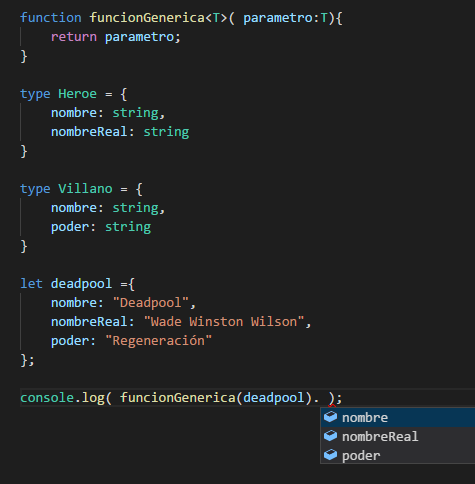 function funcionGenerica<T>( parametro:T){
    return parametro;
}
type Heroe = {
    nombre: string,
    nombreReal: string
}
type Villano = {
    nombre: string,
    poder: string
}
let deadpool ={
    nombre: "Deadpool",
    nombreReal: "Wade Winston Wilson",
    poder: "Regeneración"
};
console.log( funcionGenerica(deadpool). );
nombre
nombreReal
poder